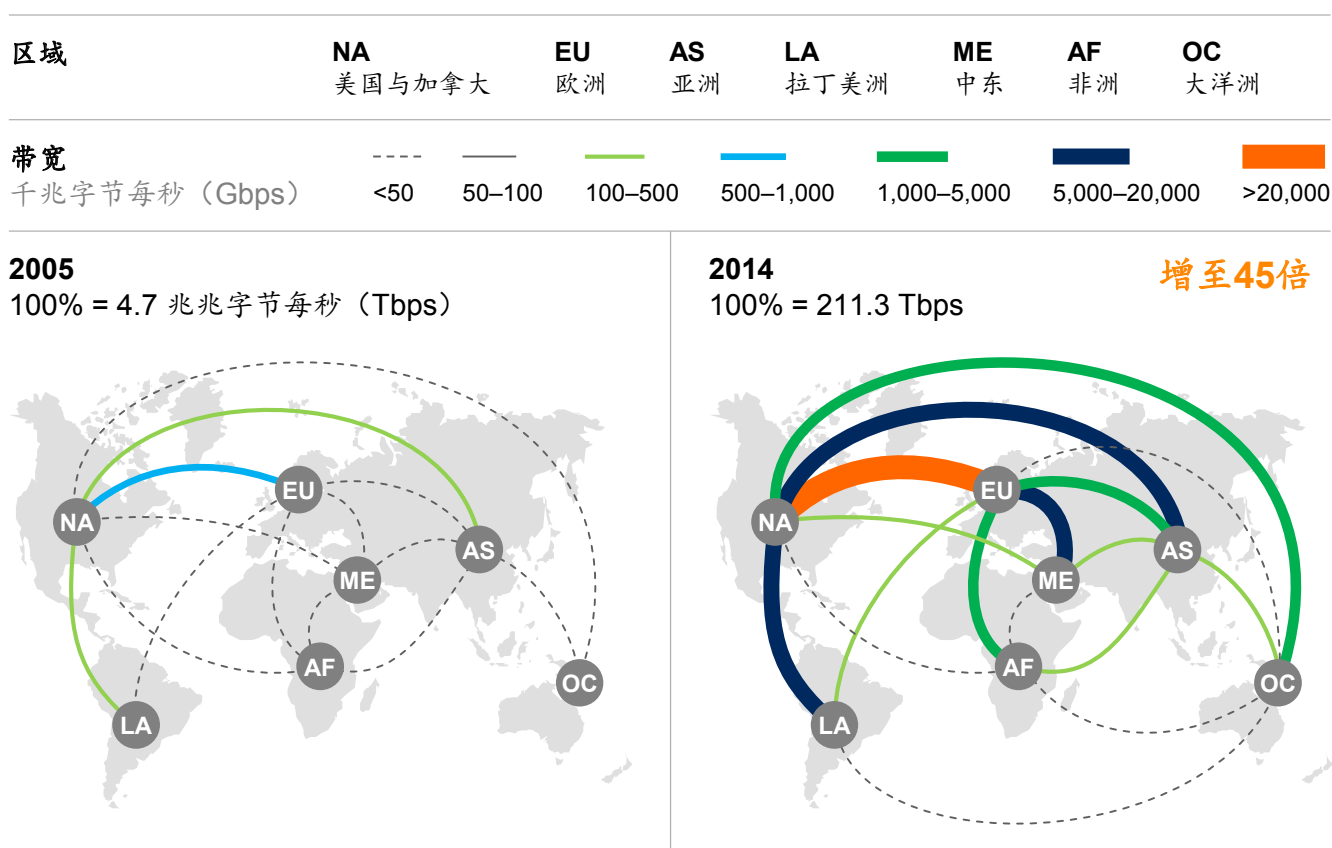 区域
NA EU AS LA ME AF OC
美国与加拿大 欧洲 亚洲 拉丁美洲 中东 非洲 大洋洲
带宽
千兆字节每秒（Gbps）
<50 50–100 100–500 500–1,000 1,000–5,000 5,000–20,000 >20,000
2005
100% = 4.7 兆兆字节每秒（Tbps）
EU
NA
AS
ME
AF
OC
LA
2014
增至45倍
100% = 211.3 Tbps
EU
NA
AS
ME
AF
OC
LA